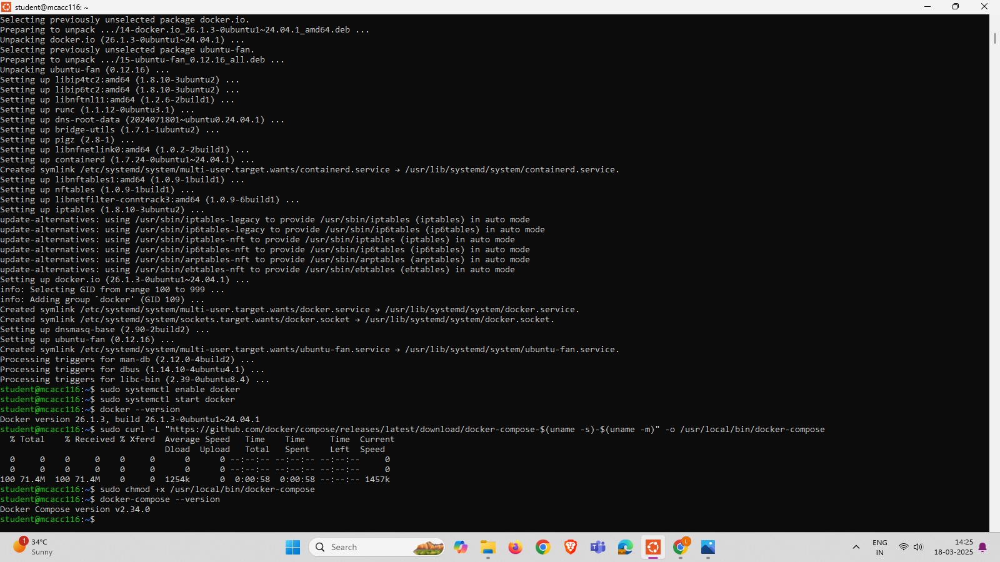 student@mcacc116: ~
Selecting previously unselected package docker.io.
Preparing to unpack .../14-docker.io_26.1.3-0ubuntu1~24.04.1_amd64.deb ...
Unpacking docker.io (26.1.3-0ubuntu1~24.04.1) ...
Selecting previously unselected package ubuntu-fan.
Preparing to unpack .../15-ubuntu-fan_0.12.16_all.deb ...
Unpacking ubuntu-fan (0.12.16) ...
Setting up libip4tc2:amd64 (1.8.10-3ubuntu2) ...
Setting up libip6tc2:amd64 (1.8.10-3ubuntu2) ...
Setting up libnftnl11:amd64 (1.2.6-2build1) ...
Setting up runc (1.1.12-0ubuntu3.1) ...
Setting up dns-root-data (2024071801~ubuntu0.24.04.1) ...
Setting up bridge-utils (1.7.1-1ubuntu2) ...
Setting up pigz (2.8-1) ...
Setting up libnfnetlink0:amd64 (1.0.2-2build1) ...
Setting up containerd (1.7.24-0ubuntu1~24.04.1) ...
Created symlink /etc/systemd/system/multi-user.target.wants/containerd.service → /usr/lib/systemd/system/containerd.service.
Setting up libnftables1:amd64 (1.0.9-1build1) ...
Setting up nftables (1.0.9-1build1) ...
Setting up libnetfilter-conntrack3:amd64 (1.0.9-6build1) ...
Setting up iptables (1.8.10-3ubuntu2) ...
update-alternatives: using /usr/sbin/iptables-legacy to provide /usr/sbin/iptables (iptables) in auto mode
update-alternatives: using /usr/sbin/ip6tables-legacy to provide /usr/sbin/ip6tables (ip6tables) in auto mode
update-alternatives: using /usr/sbin/iptables-nft to provide /usr/sbin/iptables (iptables) in auto mode
update-alternatives: using /usr/sbin/ip6tables-nft to provide /usr/sbin/ip6tables (ip6tables) in auto mode
update-alternatives: using /usr/sbin/arptables-nft to provide /usr/sbin/arptables (arptables) in auto mode
update-alternatives: using /usr/sbin/ebtables-nft to provide /usr/sbin/ebtables (ebtables) in auto mode
Setting up docker.io (26.1.3-0ubuntu1~24.04.1) ...
info: Selecting GID from range 100 to 999 ...
info: Adding group `docker' (GID 109) ...
Created symlink /etc/systemd/system/multi-user.target.wants/docker.service → /usr/lib/systemd/system/docker.service.
Created symlink /etc/systemd/system/sockets.target.wants/docker.socket → /usr/lib/systemd/system/docker.socket.
Setting up dnsmasq-base (2.90-2build2) ...
Setting up ubuntu-fan (0.12.16) ...
Created symlink /etc/systemd/system/multi-user.target.wants/ubuntu-fan.service → /usr/lib/systemd/system/ubuntu-fan.service.
Processing triggers for man-db (2.12.0-4build2) ...
Processing triggers for dbus (1.14.10-4ubuntu4.1) ...
Processing triggers for libc-bin (2.39-0ubuntu8.4) ...
student@mcacc116:~$ sudo systemctl enable docker
student@mcacc116:~$ sudo systemctl start docker
student@mcacc116:~$ docker --version
Docker version 26.1.3, build 26.1.3-0ubuntu1~24.04.1
student@mcacc116:~$ sudo curl -L "https://github.com/docker/compose/releases/latest/download/docker-compose-$(uname -s)-$(uname -m)" -o /usr/local/bin/docker-compose
  % Total    % Received % Xferd  Average Speed   Time    Time     Time  Current
                                 Dload  Upload   Total   Spent    Left  Speed
  0     0    0     0    0     0      0      0 --:--:-- --:--:-- --:--:--     0
  0     0    0     0    0     0      0      0 --:--:-- --:--:-- --:--:--     0
100 71.4M  100 71.4M    0     0  1254k      0  0:00:58  0:00:58 --:--:-- 1457k
student@mcacc116:~$ sudo chmod +x /usr/local/bin/docker-compose
student@mcacc116:~$ docker-compose --version
Docker Compose version v2.34.0
student@mcacc116:~$
1
34°C
Sunny
Search
L
ENG
IN
14:25
18-03-2025